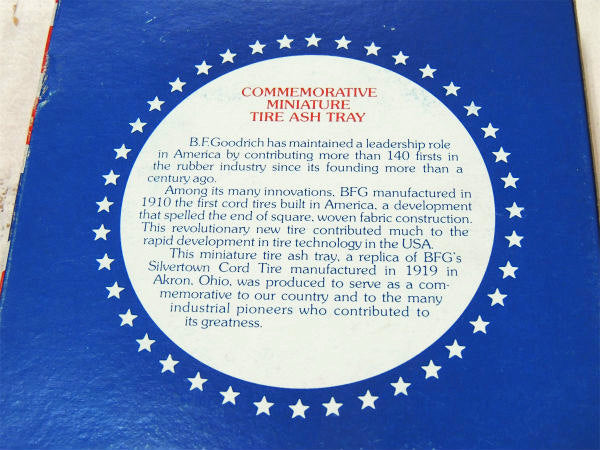 COMMEMORATIVE
MINIATURE
TIRE ASH TRAY
B.F.Goodrich has maintained a leadership role
in America by contributing more than 140 firsts in
the rubber industry since its founding more than a
century ago.
Among its many innovations, BFG manufactured in
1910 the first cord tires built in America, a development
that spelled the end of square, woven fabric construction.
This revolutionary new tire contributed much to the
rapid development in tire technology in the USA.
This miniature tire ash tray, a replica of BFG's
Silvertown Cord Tire manufactured in 1919 in
Akron, Ohio, was produced to serve as a com-
memorative to our country and to the many
industrial pioneers who contributed to
its greatness.